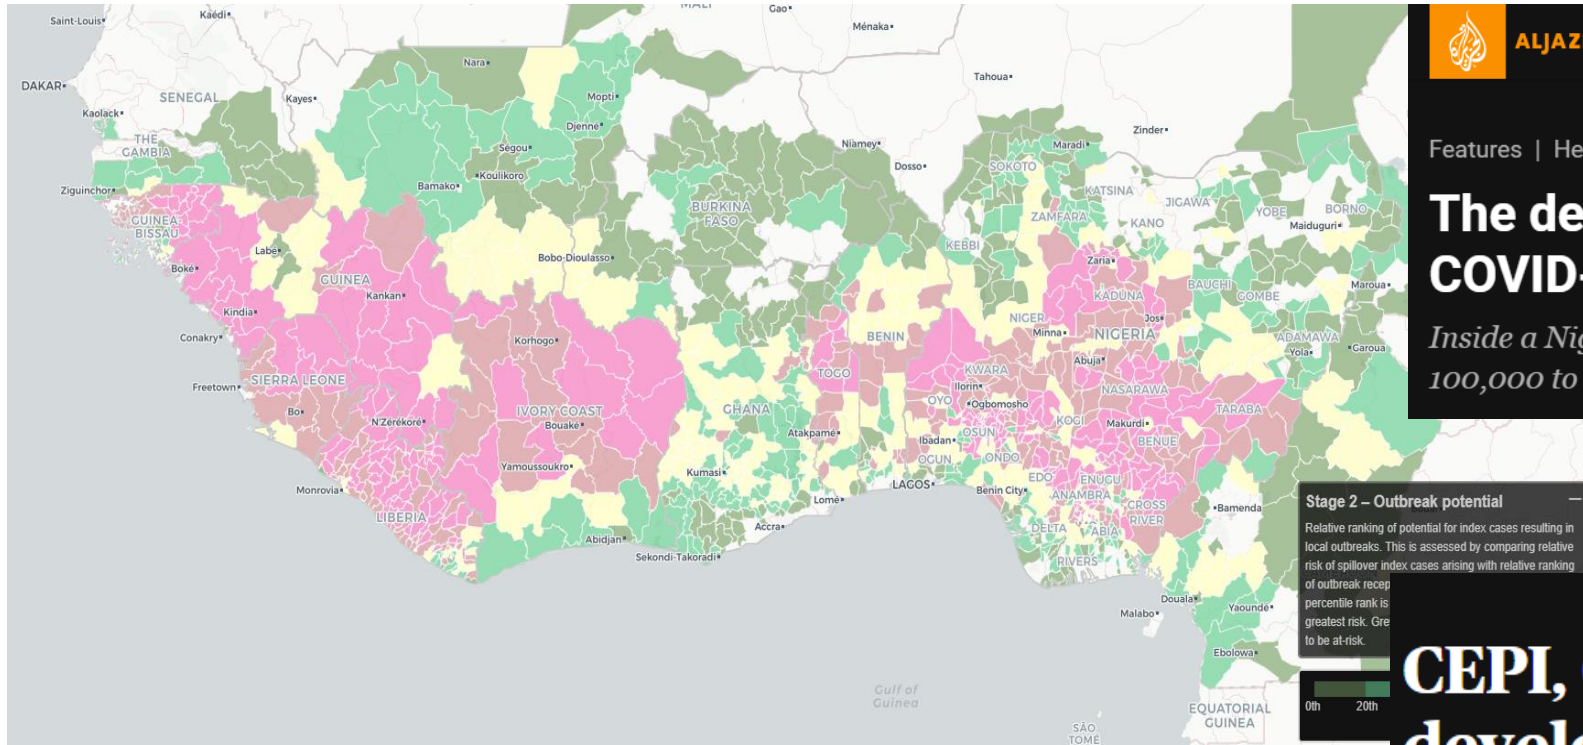 MALI
Gao
Saint-Louis
Kaédi
Ménaka
Nara
Tahoua
DAKAR
SENEGAL
Kayes
Mopti
Kaolack
Djenné
Zinder
THE
GAMBIA
Ségou
Niamey
Maradi
Koulikoro
Dosso
SOKOTO
Ziguinchor
Bamako
KATSINA
BURKINA
FASO
JIGAWA
YOBE
BORNO
GUINEA-
BISSAU
ZAMFARA
KANO
Maiduguri
Labé
Bobo-Dioulasso
KEBBI
Zaria
Boké
GUINEA
BAUCHI
Maroua
Kankan
KADUNA
GOMBE
Kindia
NIGER
Jos
Conakry
Korhogo
BENIN
Minna
NIGERIA
ADAMAWA
Yola
Garoua
Abuja
SIERRA LEONE
TOGO
KWARA
Freetown
Ilorin
NASARAWA
Bo
IVORY COAST
GHANA
OYO
Ogbomosho
TARABA
N'Zérékoré
Bouaké
Atakpamé
OSUN
KOGI
Makurdi
Ibadan
BENUE
Yamoussoukro
Kumasi
OGUN
ONDO
EDO
ENUGU
Monrovia
Lomé
LAGOS
Benin City
ANAMBRA
CROSS
RIVER
LIBERIA
Accra
DELTA
ABIA
Bamenda
Abidjan
Sekondi-Takoradi
RIVERS
Douala
Malabo
Yaoundé
Ebolowa
Gulf of
Guinea
EQUATORIAL
GUINEA
SÃO
TOMÉ
ALJAZ
Features | He
The de
COVID-
Inside a Nig
100,000 to
Stage 2 – Outbreak potential
Relative ranking of potential for index cases resulting in
local outbreaks. This is assessed by comparing relative
risk of spillover index cases arising with relative ranking
of outbreak recep
percentile rank is
greatest risk. Gre
to be at-risk.
0th 20th
CEPI,
develo